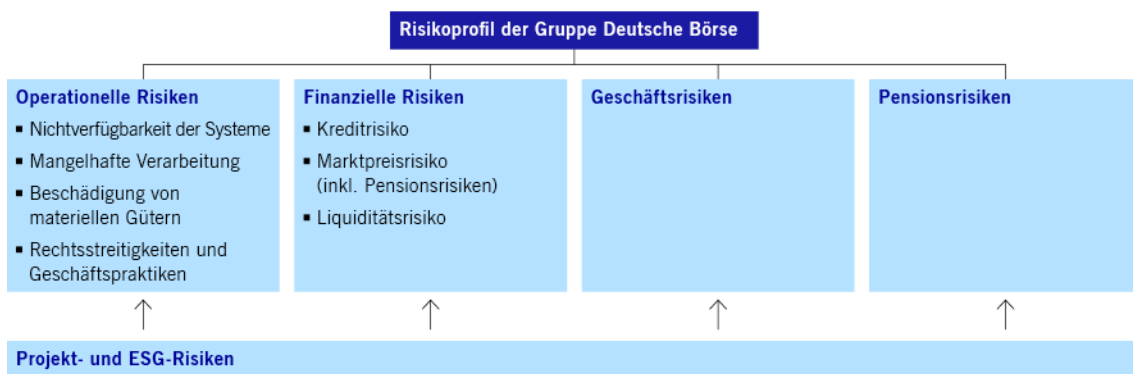 Risikoprofil der Gruppe Deutsche Börse
Operationelle Risiken
▪ Nichtverfügbarkeit der Systeme
▪ Mangelhafte Verarbeitung
▪ Beschädigung von
materiellen Gütern
▪ Rechtsstreitigkeiten und
Geschäftspraktiken
Finanzielle Risiken
▪ Kreditrisiko
▪ Marktpreisrisiko
(inkl. Pensionsrisiken)
▪ Liquiditätsrisiko
Geschäftsrisiken
Pensionsrisiken
Projekt- und ESG-Risiken